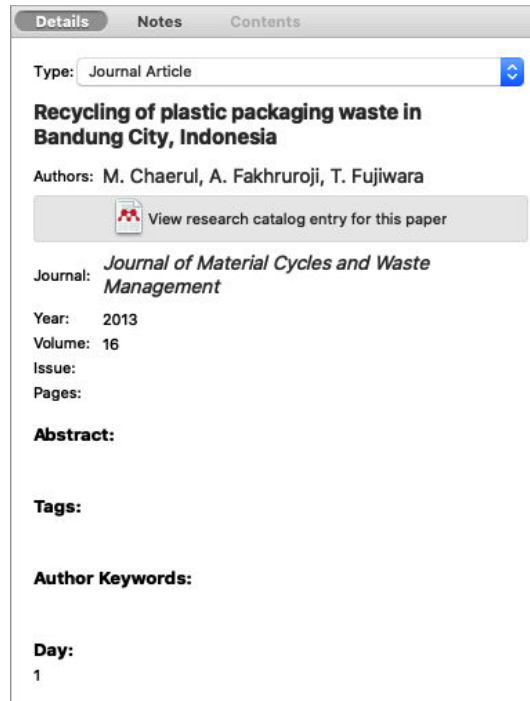 Details Notes Contents
Type: Journal Article
Recycling of plastic packaging waste in
Bandung City, Indonesia
Authors: M. Chaerul, A. Fakhruroji, T. Fujiwara
View research catalog entry for this paper
Journal: Journal of Material Cycles and Waste
Management
Year: 2013
Volume: 16
Issue:
Pages:
Abstract:
Tags:
Author Keywords:
Day:
1